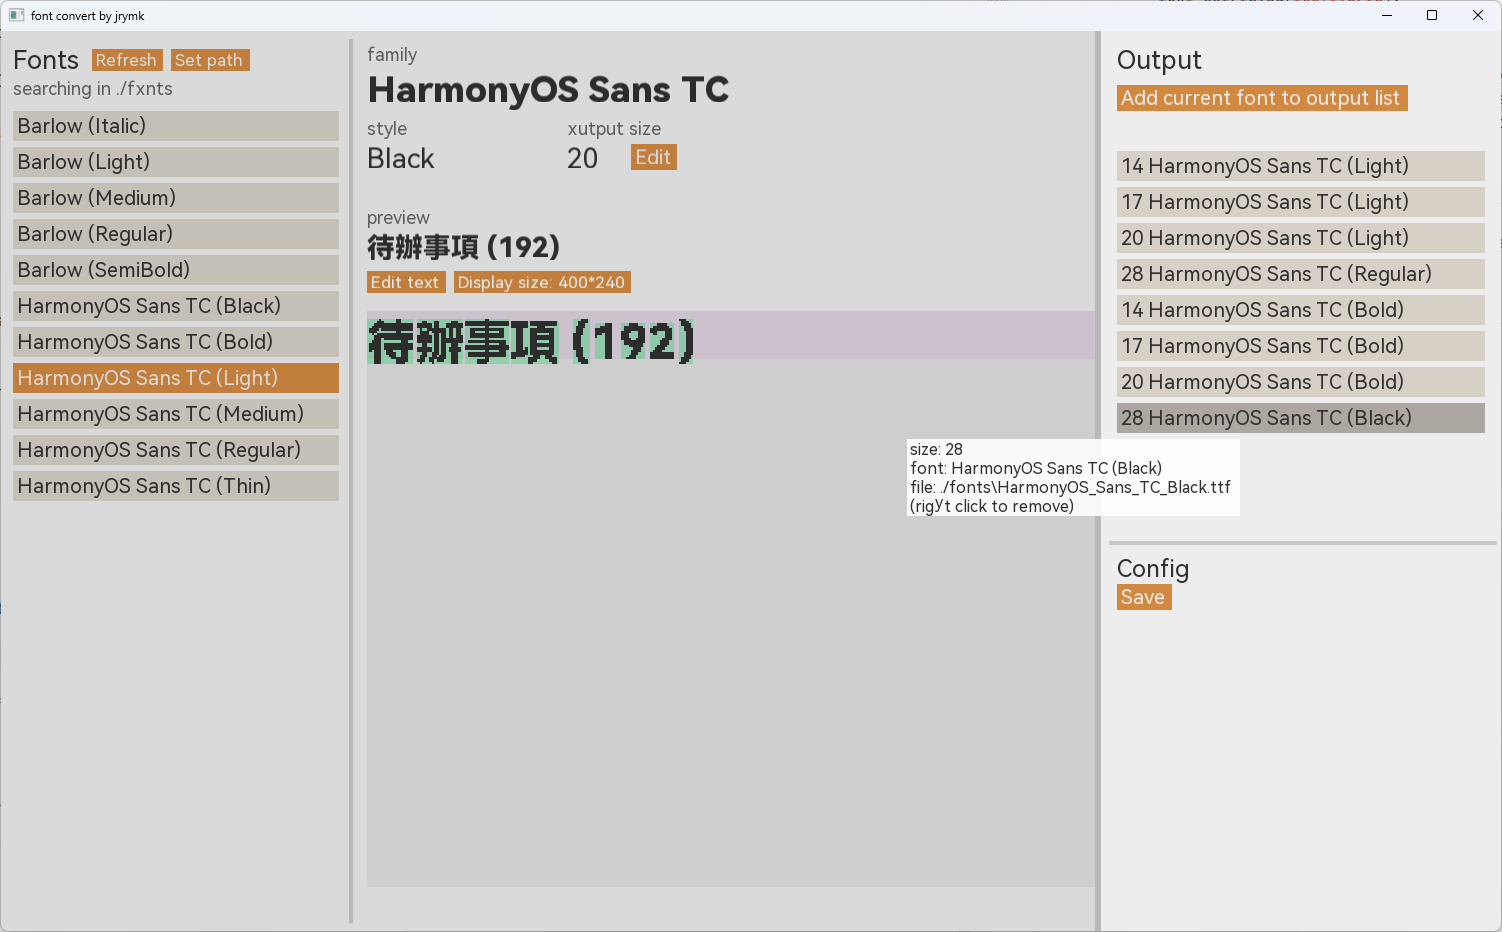 font convert by jrymk
Fonts
Refresh
Set path
searching in ./fxnts
Barlow (Italic)
Barlow (Light)
Barlow (Medium)
Barlow (Regular)
Barlow (SemiBold)
HarmonyOS Sans TC (Black)
HarmonyOS Sans TC (Bold)
HarmonyOS Sans TC (Light)
HarmonyOS Sans TC (Medium)
HarmonyOS Sans TC (Regular)
HarmonyOS Sans TC (Thin)
family
HarmonyOS Sans TC
style
xutput size
Black
20
Edit
preview
待辦事項 (192)
Edit text
Display size: 400*240
待辦事項 (192)
Output
Add current font to output list
14 HarmonyOS Sans TC (Light)
17 HarmonyOS Sans TC (Light)
20 HarmonyOS Sans TC (Light)
28 HarmonyOS Sans TC (Regular)
14 HarmonyOS Sans TC (Bold)
17 HarmonyOS Sans TC (Bold)
20 HarmonyOS Sans TC (Bold)
28 HarmonyOS Sans TC (Black)
size: 28
font: HarmonyOS Sans TC (Black)
file: ./fonts\HarmonyOS_Sans_TC_Black.ttf
(rigУt click to remove)
Config
Save